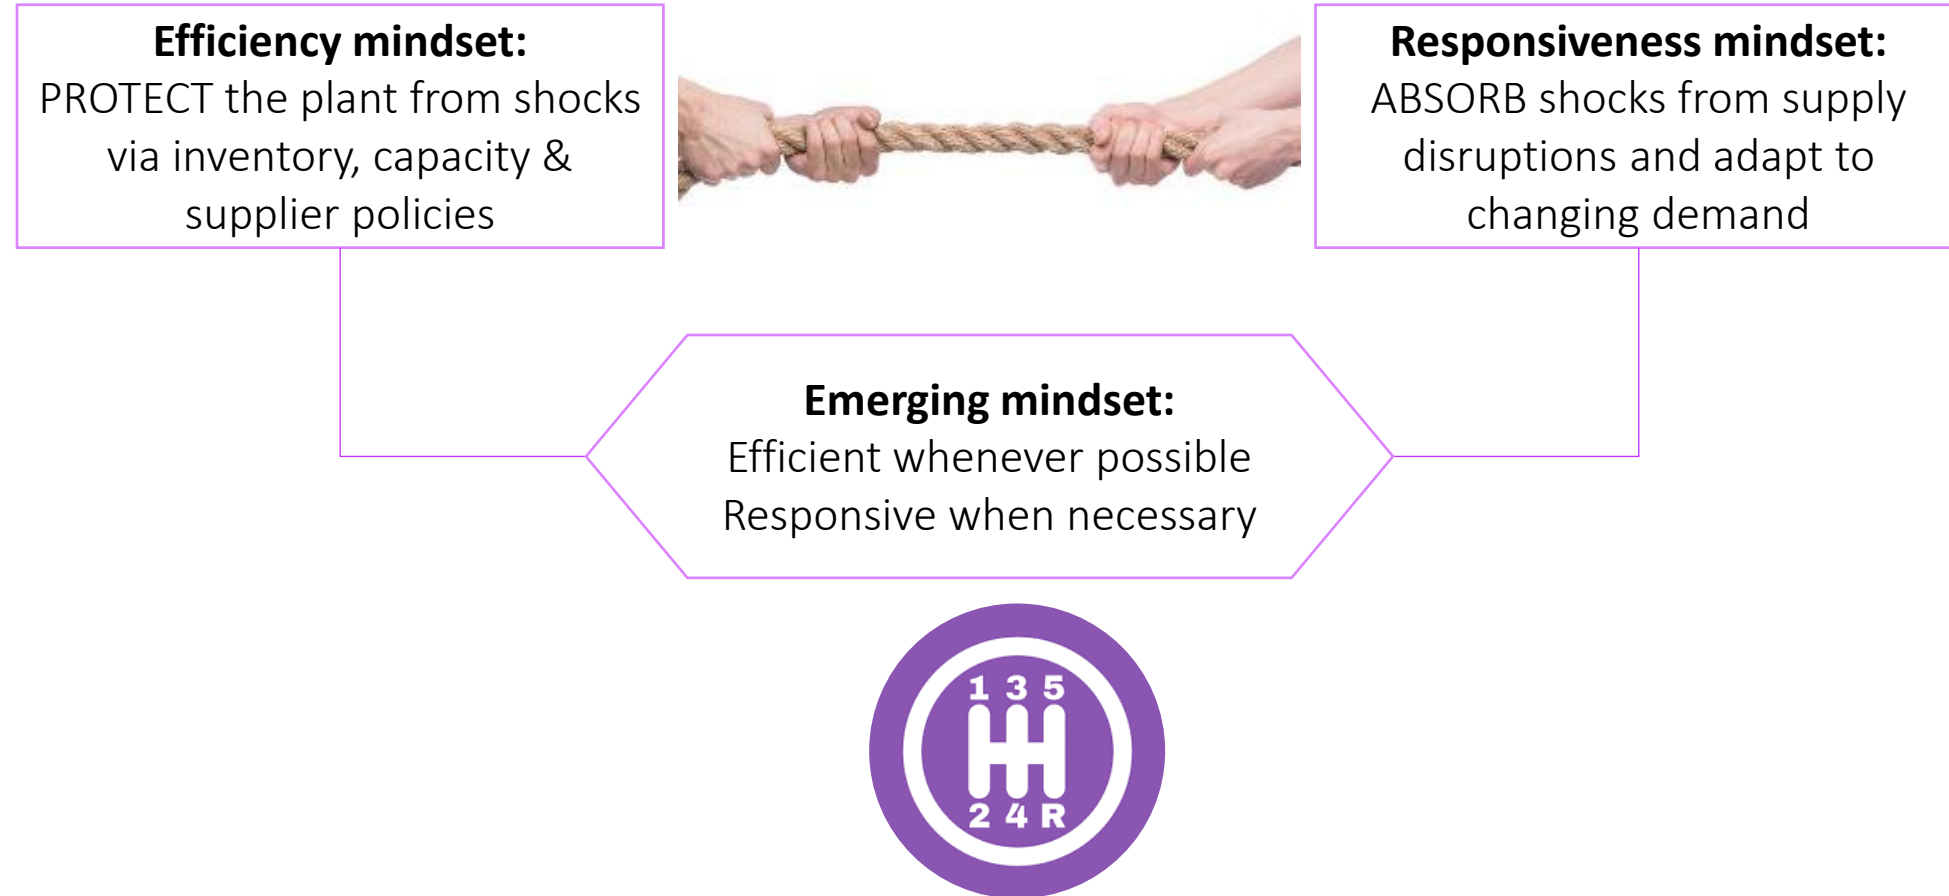 Efficiency mindset:
PROTECT the plant from shocks
via inventory, capacity &
supplier policies
Responsiveness mindset:
ABSORB shocks from supply
disruptions and adapt to
changing demand
Emerging mindset:
Efficient whenever possible
Responsive when necessary
1 3 5
2 4 R